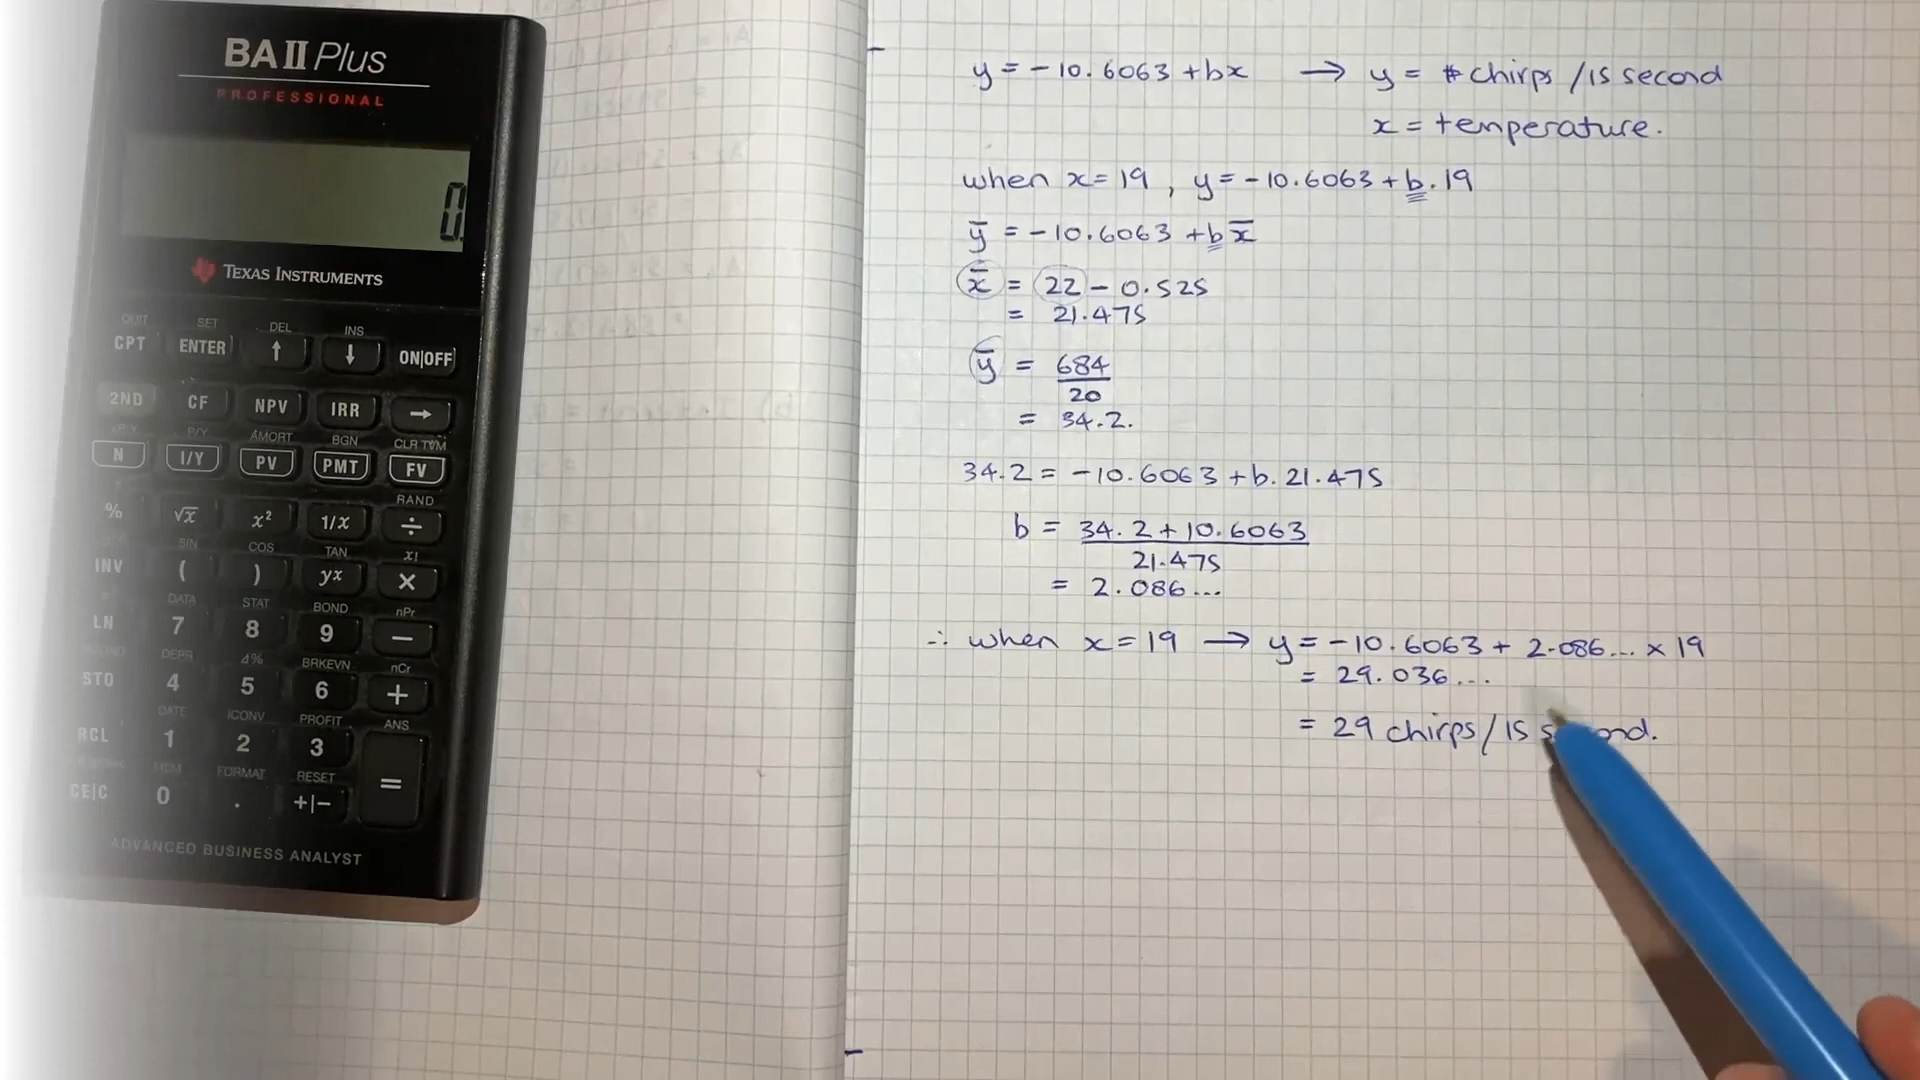 BA II Plus
PROFESSIONAL
0.
TEXAS INSTRUMENTS
QUIT SET DEL INS
CPT ENTER ↑ ↓ ON|OFF
2ND CF NPV IRR →
xP/Y P/Y AMORT BGN CLR TVM
N I/Y PV PMT FV
RAND
% √x x² 1/x ÷
SIN COS TAN x!
INV ( ) yx ×
DATA STAT BOND nPr
LN 7 8 9 −
DEPR Δ% BRKEVN nCr
STO 4 5 6 +
DATE ICONV PROFIT ANS
RCL 1 2 3
MEM FORMAT RESET
CE|C 0 . +|− =
ADVANCED BUSINESS ANALYST
y = -10.6063 + bx → y = # chirps / 15 second
x = temperature.
when x = 19 , y = -10.6063 + b . 19
ȳ = -10.6063 + b x̄
x̄ = 22 - 0.525
= 21.475
ȳ = 684
20
= 34.2.
34.2 = -10.6063 + b. 21.475
b = 34.2 + 10.6063
21.475
= 2.086...
∴ when x = 19 → y = -10.6063 + 2.086... × 19
= 29.036...
= 29 chirps / 15 second.